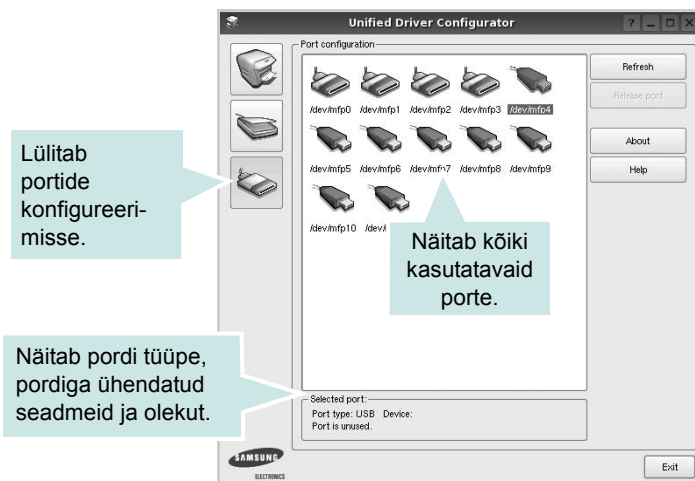 Unified Driver Configurator
Port configuration
/dev/mfp0 /dev/mfp1 /dev/mfp2 /dev/mfp3 /dev/mfp4
/dev/mfp5 /dev/mfp6 /dev/mfp7 /dev/mfp8 /dev/mfp9
/dev/mfp10
Refresh
Release port
About
Help
Lülitab
portide
konfigureeri-
misse.
Näitab kõiki
kasutatavaid
porte.
Näitab pordi tüüpe,
pordiga ühendatud
seadmeid ja olekut.
Selected port:
Port type: USB Device:
Port is unused.
SAMSUNG
ELECTRONICS
Exit